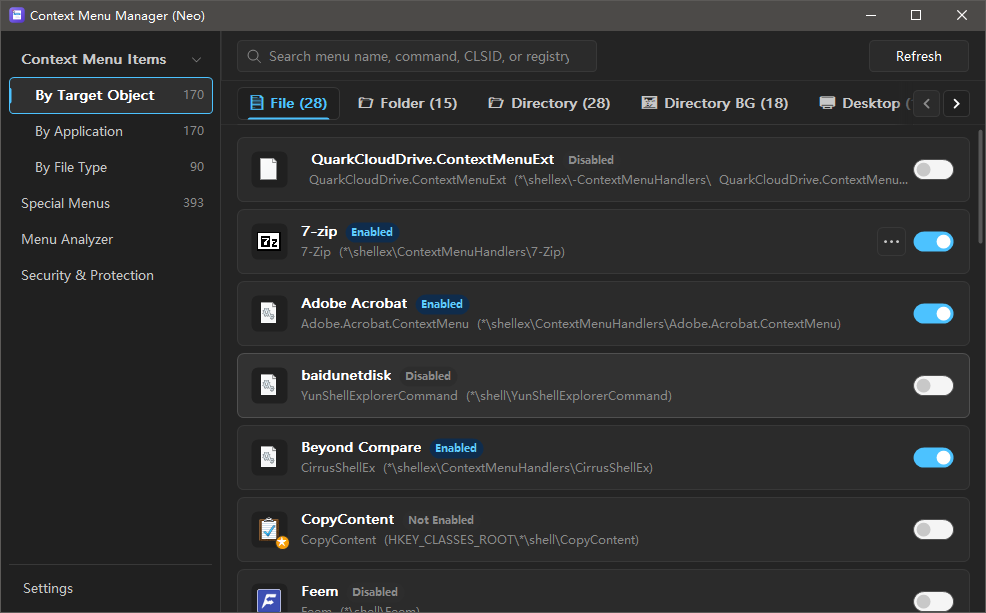 Context Menu Manager (Neo)
Context Menu Items
By Target Object 170
By Application 170
By File Type 90
Special Menus 393
Menu Analyzer
Security & Protection
Settings
Search menu name, command, CLSID, or registry
Refresh
File (28) Folder (15) Directory (28) Directory BG (18) Desktop (
QuarkCloudDrive.ContextMenuExt Disabled
QuarkCloudDrive.ContextMenuExt (*\shellex\-ContextMenuHandlers\ QuarkCloudDrive.ContextMenu...
7z
7-zip Enabled
7-Zip (*\shellex\ContextMenuHandlers\7-Zip)
Adobe Acrobat Enabled
Adobe.Acrobat.ContextMenu (*\shellex\ContextMenuHandlers\Adobe.Acrobat.ContextMenu)
baidunetdisk Disabled
YunShellExplorerCommand (*\shell\YunShellExplorerCommand)
Beyond Compare Enabled
CirrusShellEx (*\shellex\ContextMenuHandlers\CirrusShellEx)
CopyContent Not Enabled
CopyContent (HKEY_CLASSES_ROOT\*\shell\CopyContent)
Feem Disabled
Feem (*\shell\Feem)